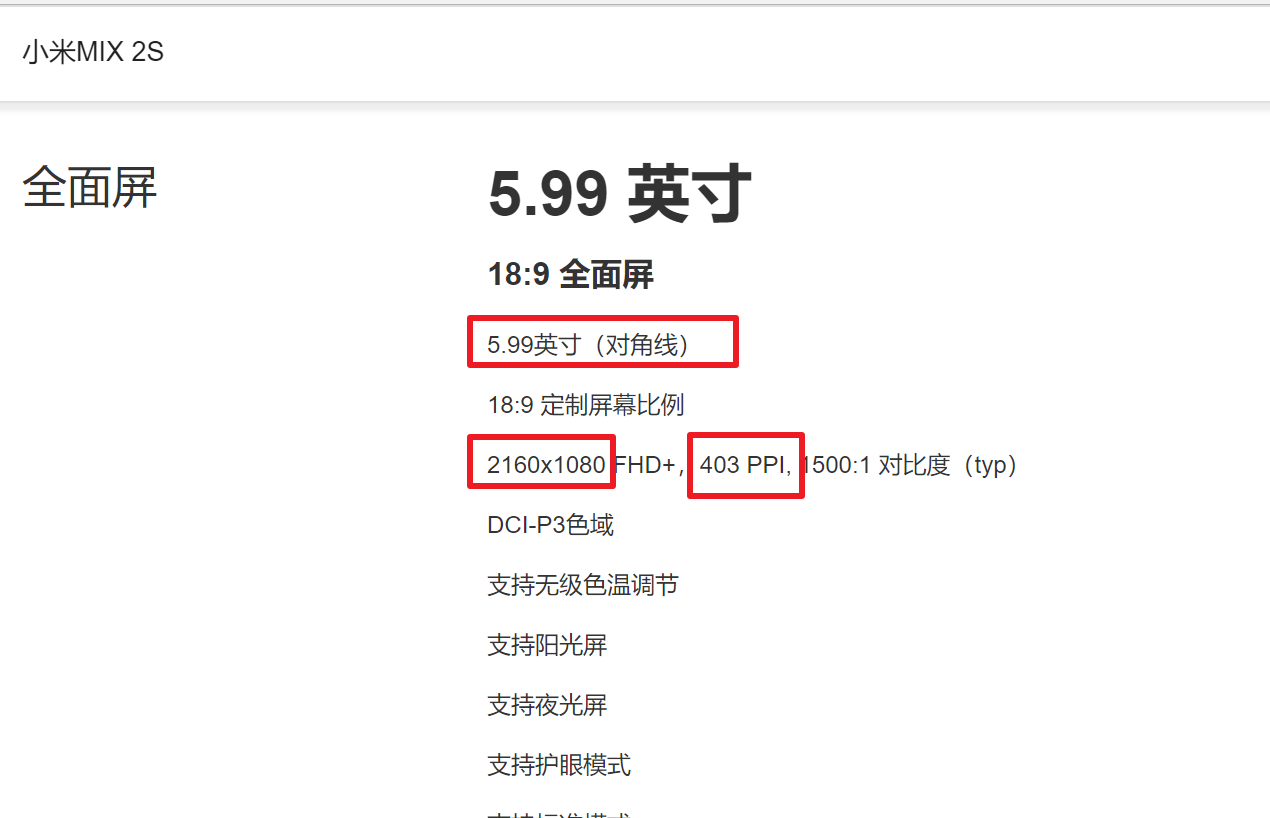 小米MIX 2S
全面屏
5.99 英寸
18:9 全面屏
5.99英寸（对角线）
18:9 定制屏幕比例
2160x1080 FHD+，403 PPI, 1500:1 对比度（typ）
DCI-P3色域
支持无级色温调节
支持阳光屏
支持夜光屏
支持护眼模式